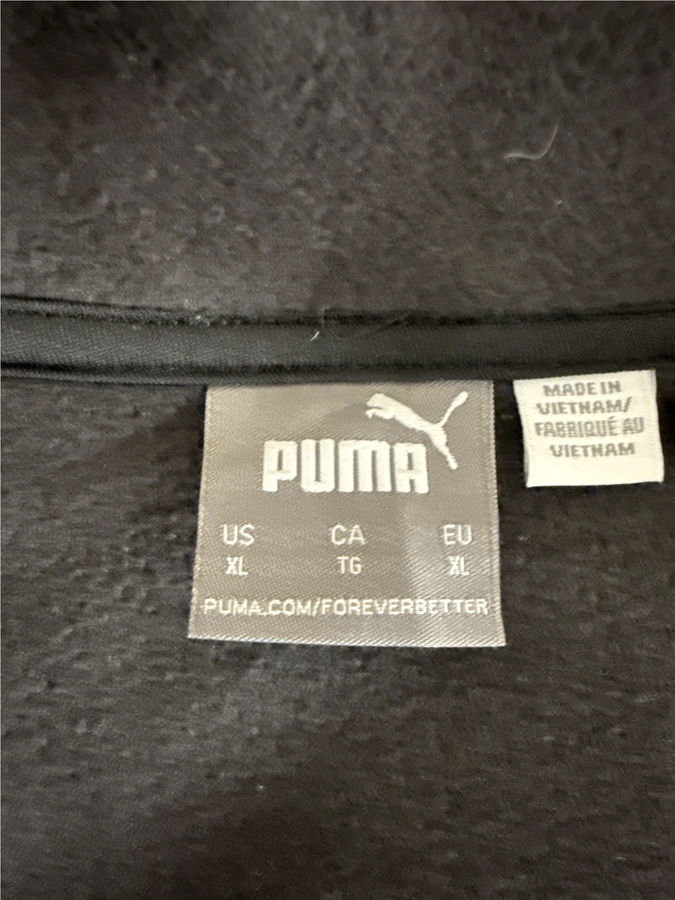 PUMA
US CA EU
XL TG XL
PUMA.COM/FOREVERBETTER
MADE IN
VIETNAM/
FABRIQUÉ AU
VIETNAM